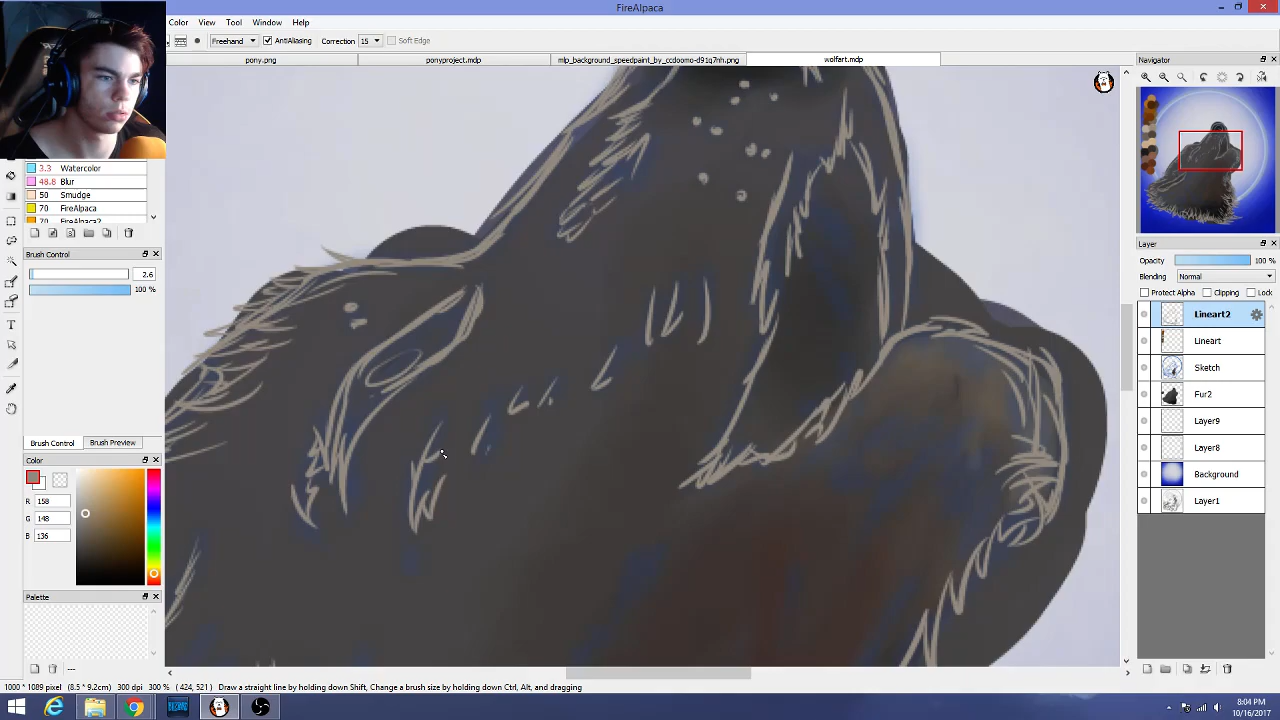 FireAlpaca
Color View Tool Window Help
Freehand AntiAliasing Correction 15 Soft Edge
pony.png ponyproject.mdp mlp_background_speedpaint_by_ccdoomo-d91q7nh.png wolfart.mdp
Navigator
3.3 Watercolor
48.8 Blur
50 Smudge
70 FireAlpaca
70 FireAlpaca2
Brush Control
2.6
100 %
Brush Control Brush Preview
Color
R 158
G 148
B 136
Palette
---
Layer
Opacity 100 %
Blending Normal
Protect Alpha Clipping Lock
Lineart2
Lineart
Sketch
Fur2
Layer9
Layer8
Background
Layer1
1000 * 1089 pixel (8.5 * 9.2cm) 300 dpi 300 % (424, 521) Draw a straight line by holding down Shift, Change a brush size by holding down Ctrl, Alt, and dragging
BLIZZARD
8:04 PM
10/16/2017